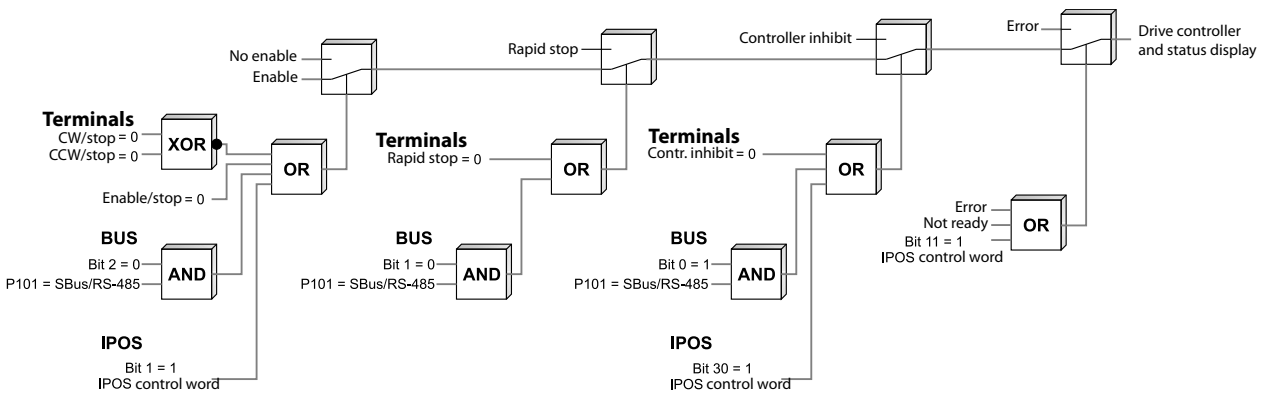 Error
Drive controller
and status display
Controller inhibit
Rapid stop
No enable
Enable
Terminals
CW/stop = 0
CCW/stop = 0
XOR
OR
Enable/stop = 0
Terminals
Rapid stop = 0
OR
Terminals
Contr. inhibit = 0
OR
Error
Not ready
Bit 11 = 1
IPOS control word
OR
BUS
Bit 2 = 0
P101 = SBus/RS-485
AND
BUS
Bit 1 = 0
P101 = SBus/RS-485
AND
BUS
Bit 0 = 1
P101 = SBus/RS-485
AND
IPOS
Bit 1 = 1
IPOS control word
IPOS
Bit 30 = 1
IPOS control word